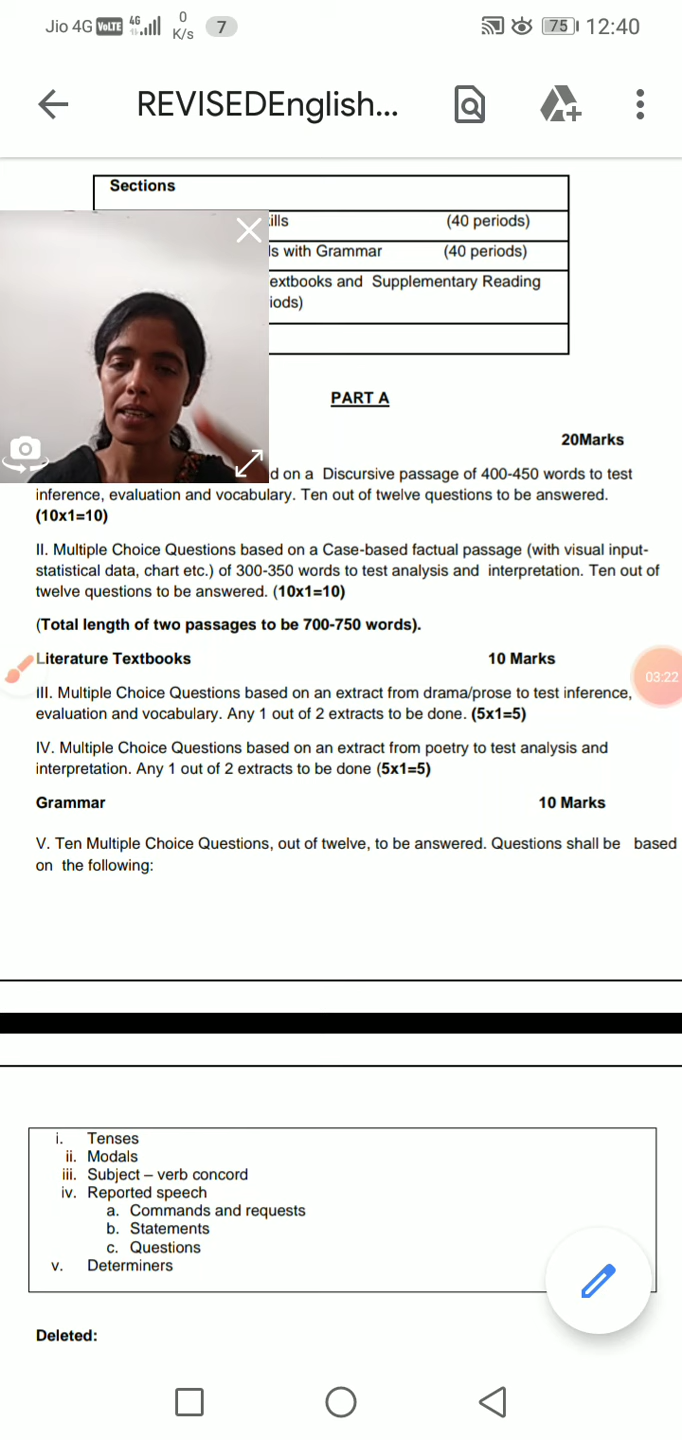 Jio 4G VoLTE 4G 0 K/s 7 75 12:40
REVISEDEnglish...
Sections
ills (40 periods)
ls with Grammar (40 periods)
extbooks and Supplementary Reading
iods)
PART A
20Marks
d on a Discursive passage of 400-450 words to test
inference, evaluation and vocabulary. Ten out of twelve questions to be answered.
(10x1=10)
II. Multiple Choice Questions based on a Case-based factual passage (with visual input-
statistical data, chart etc.) of 300-350 words to test analysis and interpretation. Ten out of
twelve questions to be answered. (10x1=10)
(Total length of two passages to be 700-750 words).
Literature Textbooks 10 Marks
03:22
III. Multiple Choice Questions based on an extract from drama/prose to test inference,
evaluation and vocabulary. Any 1 out of 2 extracts to be done. (5x1=5)
IV. Multiple Choice Questions based on an extract from poetry to test analysis and
interpretation. Any 1 out of 2 extracts to be done (5x1=5)
Grammar 10 Marks
V. Ten Multiple Choice Questions, out of twelve, to be answered. Questions shall be based
on the following:
i. Tenses
ii. Modals
iii. Subject – verb concord
iv. Reported speech
a. Commands and requests
b. Statements
c. Questions
v. Determiners
Deleted: